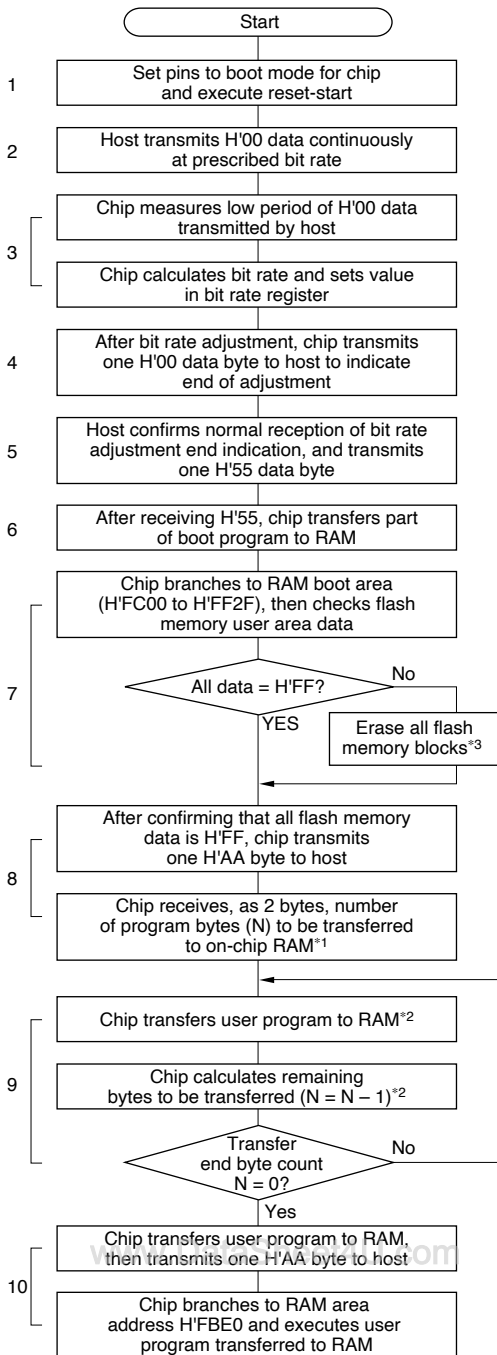 Start
1
Set pins to boot mode for chip
and execute reset-start
2
Host transmits H'00 data continuously
at prescribed bit rate
3
Chip measures low period of H'00 data
transmitted by host
Chip calculates bit rate and sets value
in bit rate register
4
After bit rate adjustment, chip transmits
one H'00 data byte to host to indicate
end of adjustment
5
Host confirms normal reception of bit rate
adjustment end indication, and transmits
one H'55 data byte
6
After receiving H'55, chip transfers part
of boot program to RAM
7
Chip branches to RAM boot area
(H'FC00 to H'FF2F), then checks flash
memory user area data
All data = H'FF?
No
YES
Erase all flash
memory blocks*3
8
After confirming that all flash memory
data is H'FF, chip transmits
one H'AA byte to host
Chip receives, as 2 bytes, number
of program bytes (N) to be transferred
to on-chip RAM*1
9
Chip transfers user program to RAM*2
Chip calculates remaining
bytes to be transferred (N = N – 1)*2
Transfer
end byte count
N = 0?
No
Yes
10
Chip transfers user program to RAM,
then transmits one H'AA byte to host
www.DataSheet4U.com
Chip branches to RAM area
address H'FBE0 and executes user
program transferred to RAM